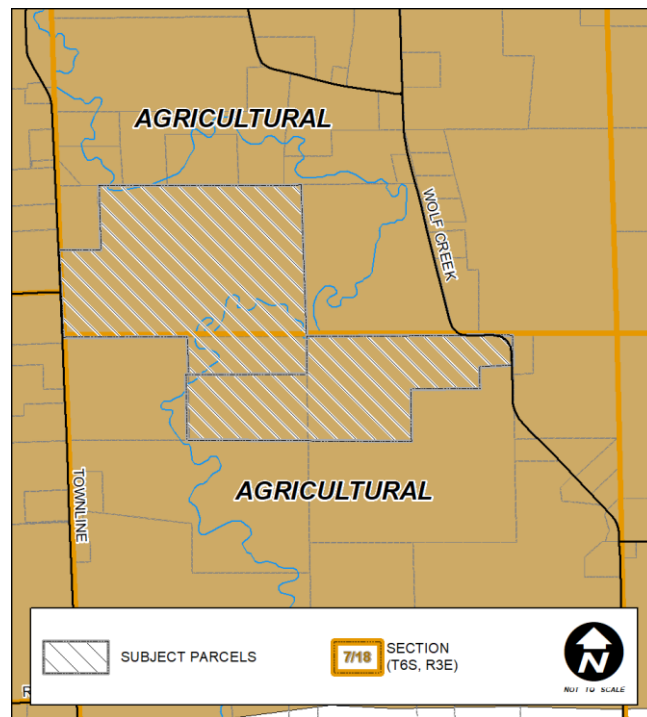 AGRICULTURAL
WOLF CREEK
AGRICULTURAL
TOWNLINE
SUBJECT PARCELS
7/18
SECTION
(T6S, R3E)
N
NOT TO SCALE
R